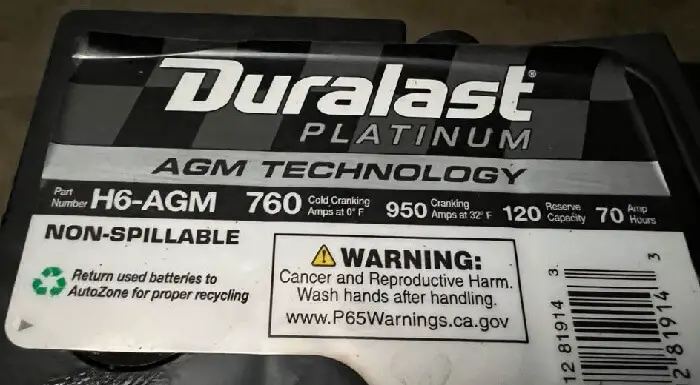 Duralast®
PLATINUM
AGM TECHNOLOGY
Part Number H6-AGM 760 Cold Cranking Amps at 0° F 950 Cranking Amps at 32° F 120 Reserve Capacity 70 Amp Hours
NON-SPILLABLE
Return used batteries to
AutoZone for proper recycling
WARNING:
Cancer and Reproductive Harm.
Wash hands after handling.
www.P65Warnings.ca.gov
12 81914 3
12 81914 3